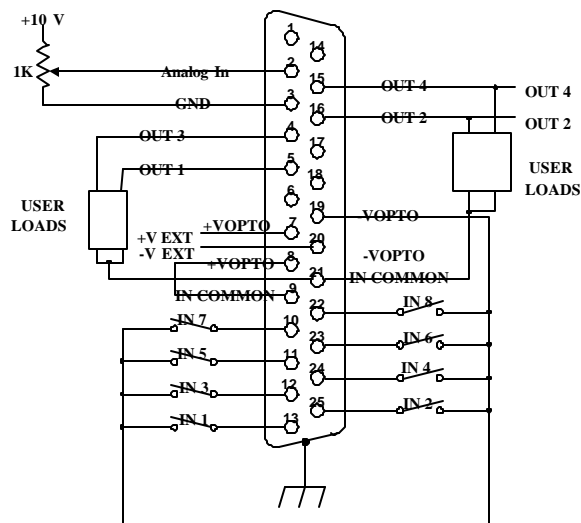 +10 V
1K
Analog In
GND
OUT 3
OUT 1
USER
LOADS
+VOPTO
+V EXT
-V EXT
+VOPTO
IN COMMON
IN 7
IN 5
IN 3
IN 1
1
2
3
4
5
6
7
8
9
10
11
12
13
14
15
16
17
18
19
20
21
22
23
24
25
OUT 4
OUT 4
OUT 2
OUT 2
USER
LOADS
-VOPTO
-VOPTO
IN COMMON
IN 8
IN 6
IN 4
IN 2